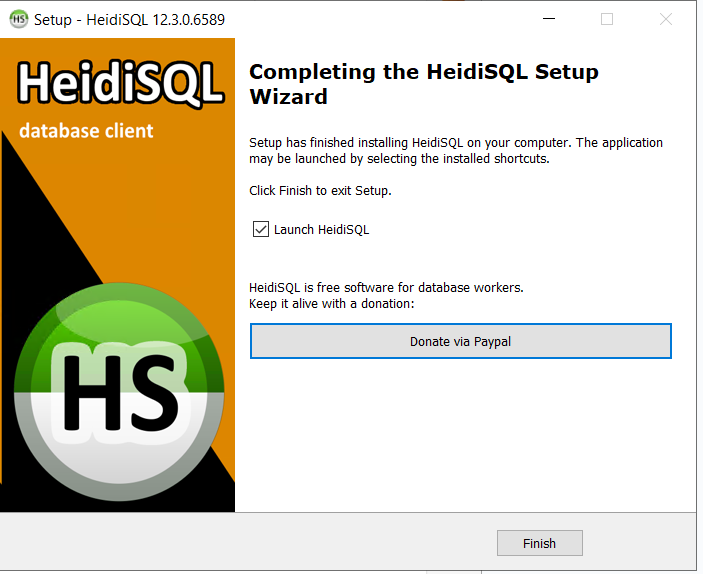 HS Setup - HeidiSQL 12.3.0.6589
HeidiSQL
database client
HS
Completing the HeidiSQL Setup
Wizard
Setup has finished installing HeidiSQL on your computer. The application
may be launched by selecting the installed shortcuts.
Click Finish to exit Setup.
Launch HeidiSQL
HeidiSQL is free software for database workers.
Keep it alive with a donation:
Donate via Paypal
Finish